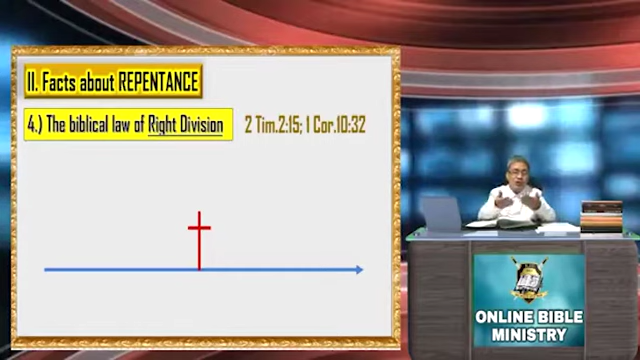 II. Facts about REPENTANCE
4.) The biblical law of Right Division 2 Tim.2:15; 1 Cor.10:32
ONLINE BIBLE
MINISTRY